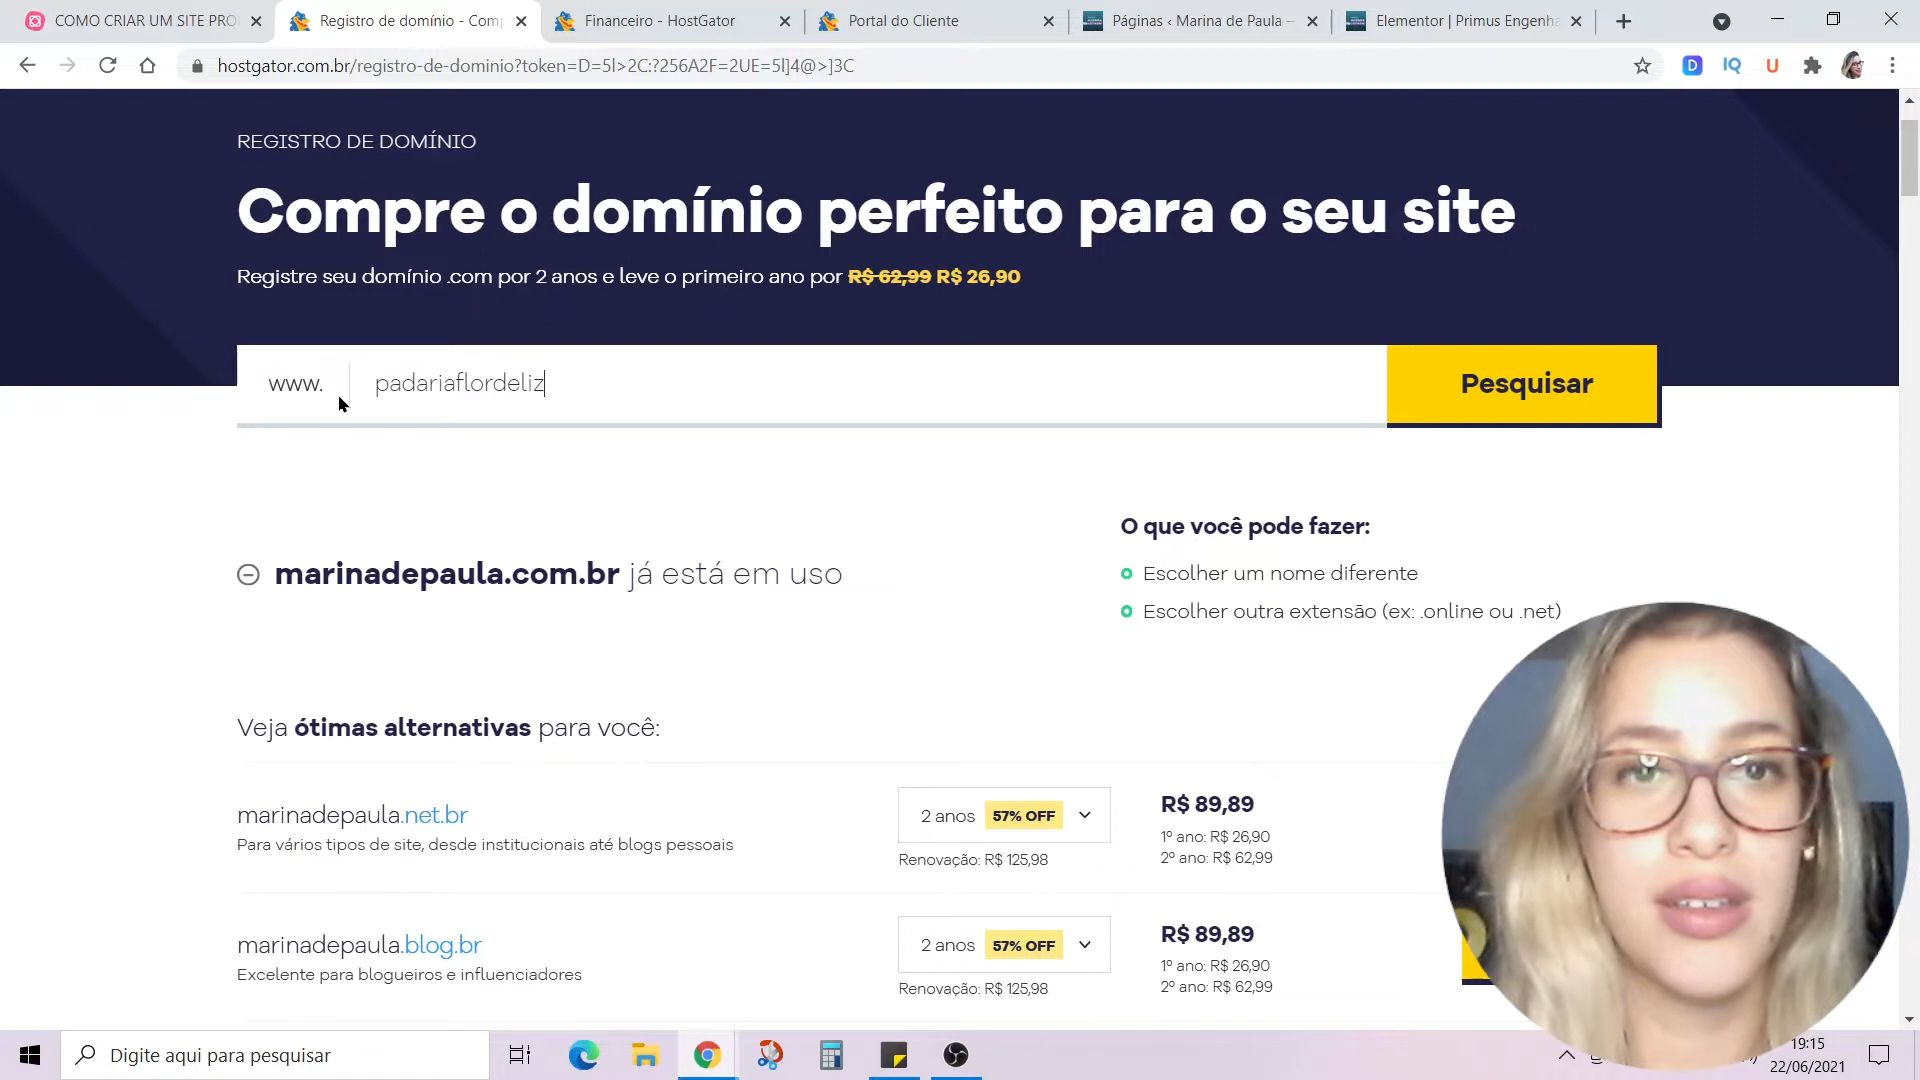 COMO CRIAR UM SITE PRO
Registro de domínio - Comp
Financeiro - HostGator
Portal do Cliente
Páginas ‹ Marina de Paula —
Elementor | Primus Engenha
hostgator.com.br/registro-de-dominio?token=D=5I>2C:?256A2F=2UE=5I]4@>]3C
REGISTRO DE DOMÍNIO
Compre o domínio perfeito para o seu site
Registre seu domínio .com por 2 anos e leve o primeiro ano por R$ 62,99 R$ 26,90
www. padariaflordeliz
Pesquisar
O que você pode fazer:
marinadepaula.com.br já está em uso
Escolher um nome diferente
Escolher outra extensão (ex: .online ou .net)
Veja ótimas alternativas para você:
marinadepaula.net.br
Para vários tipos de site, desde institucionais até blogs pessoais
2 anos 57% OFF
Renovação: R$ 125,98
R$ 89,89
1º ano: R$ 26,90
2º ano: R$ 62,99
marinadepaula.blog.br
Excelente para blogueiros e influenciadores
2 anos 57% OFF
Renovação: R$ 125,98
R$ 89,89
1º ano: R$ 26,90
2º ano: R$ 62,99
Digite aqui para pesquisar
19:15
22/06/2021